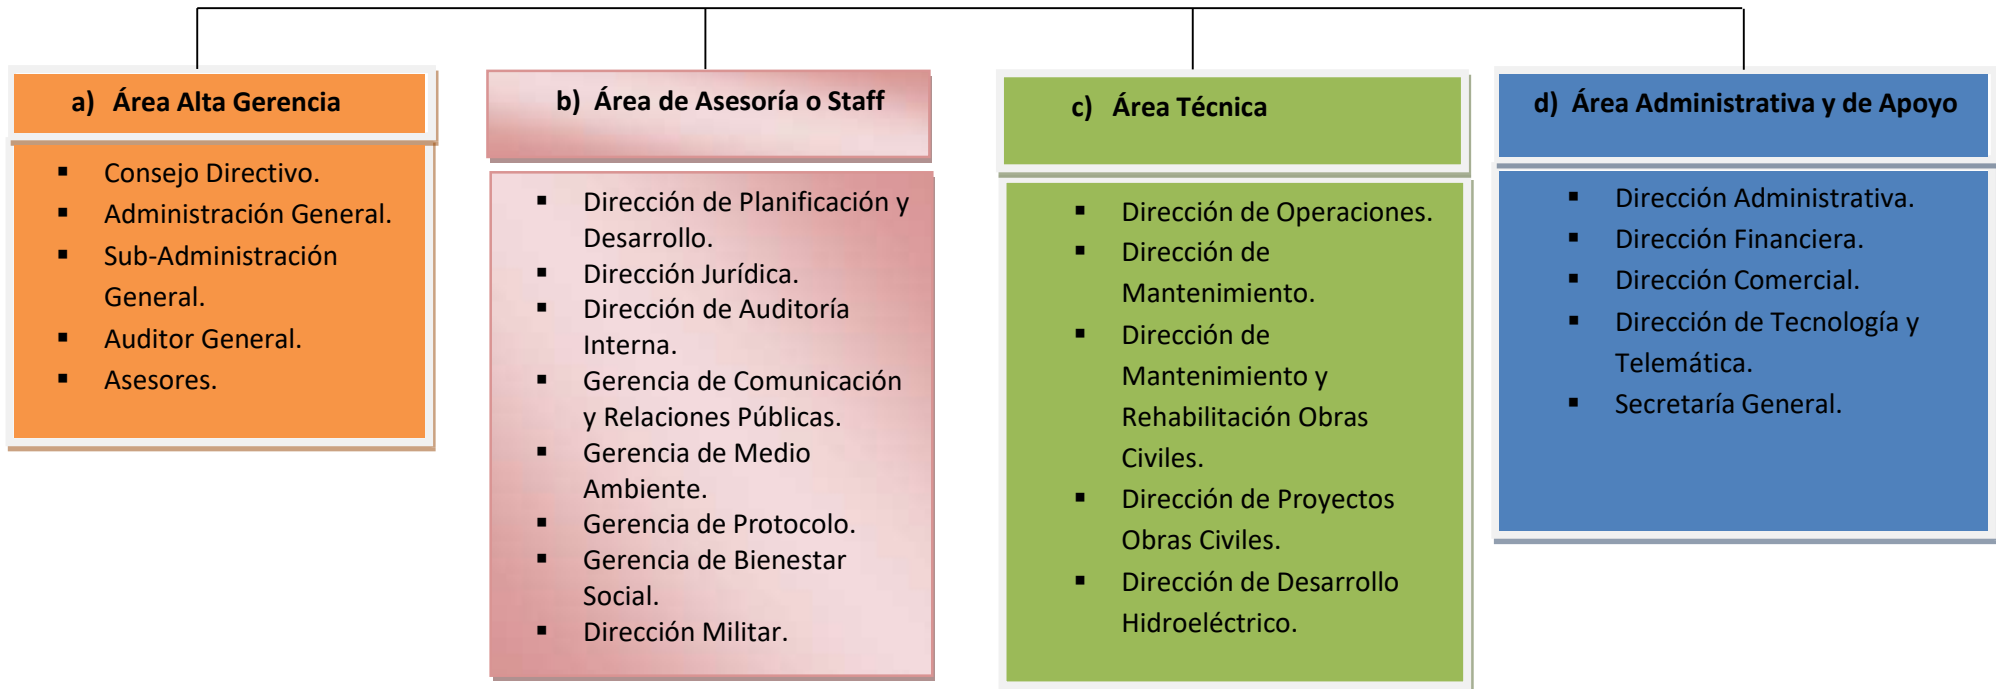 a) Área Alta Gerencia
▪ Consejo Directivo.
▪ Administración General.
▪ Sub-Administración
General.
▪ Auditor General.
▪ Asesores.
b) Área de Asesoría o Staff
▪ Dirección de Planificación y
Desarrollo.
▪ Dirección Jurídica.
▪ Dirección de Auditoría
Interna.
▪ Gerencia de Comunicación
y Relaciones Públicas.
▪ Gerencia de Medio
Ambiente.
▪ Gerencia de Protocolo.
▪ Gerencia de Bienestar
Social.
▪ Dirección Militar.
c) Área Técnica
▪ Dirección de Operaciones.
▪ Dirección de
Mantenimiento.
▪ Dirección de
Mantenimiento y
Rehabilitación Obras
Civiles.
▪ Dirección de Proyectos
Obras Civiles.
▪ Dirección de Desarrollo
Hidroeléctrico.
d) Área Administrativa y de Apoyo
▪ Dirección Administrativa.
▪ Dirección Financiera.
▪ Dirección Comercial.
▪ Dirección de Tecnología y
Telemática.
▪ Secretaría General.